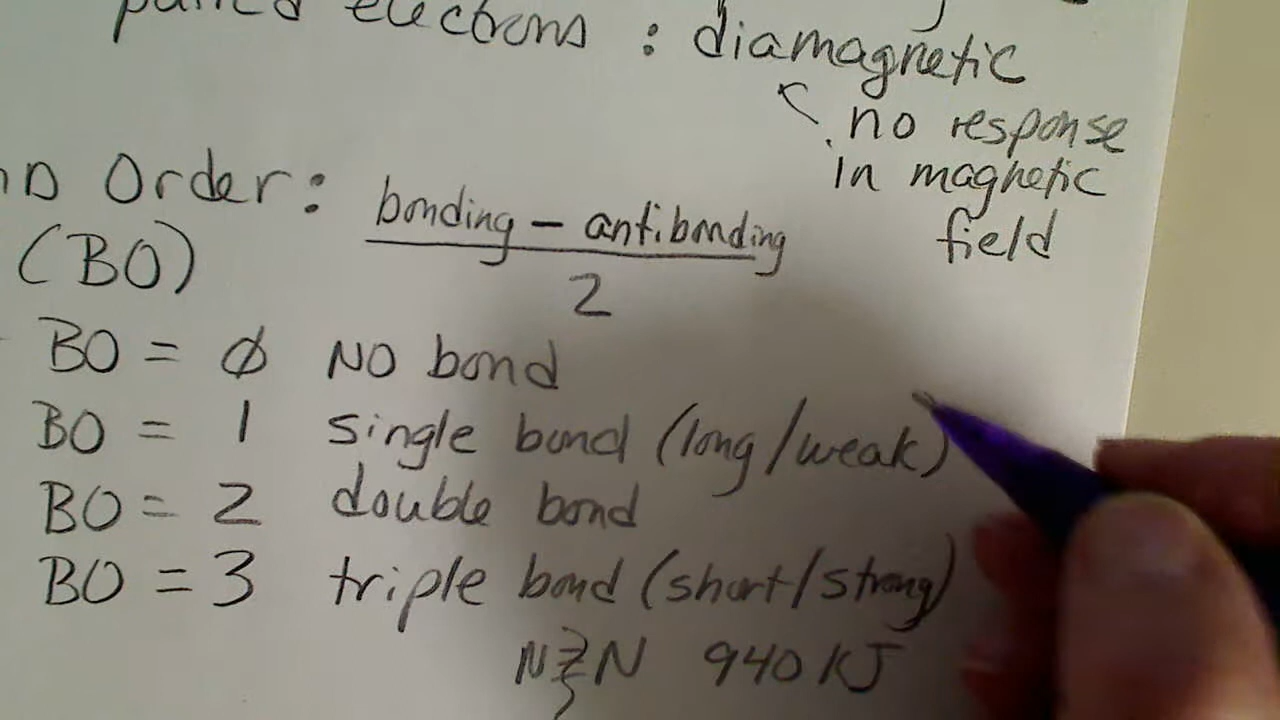 paired electrons : diamagnetic
no response
in magnetic
field
Order: bonding - antibonding
2
(BO)
BO = ∅ NO bond
BO = 1 single bond (long/weak)
BO = 2 double bond
BO = 3 triple bond (short/strong)
N≡N 940 KJ